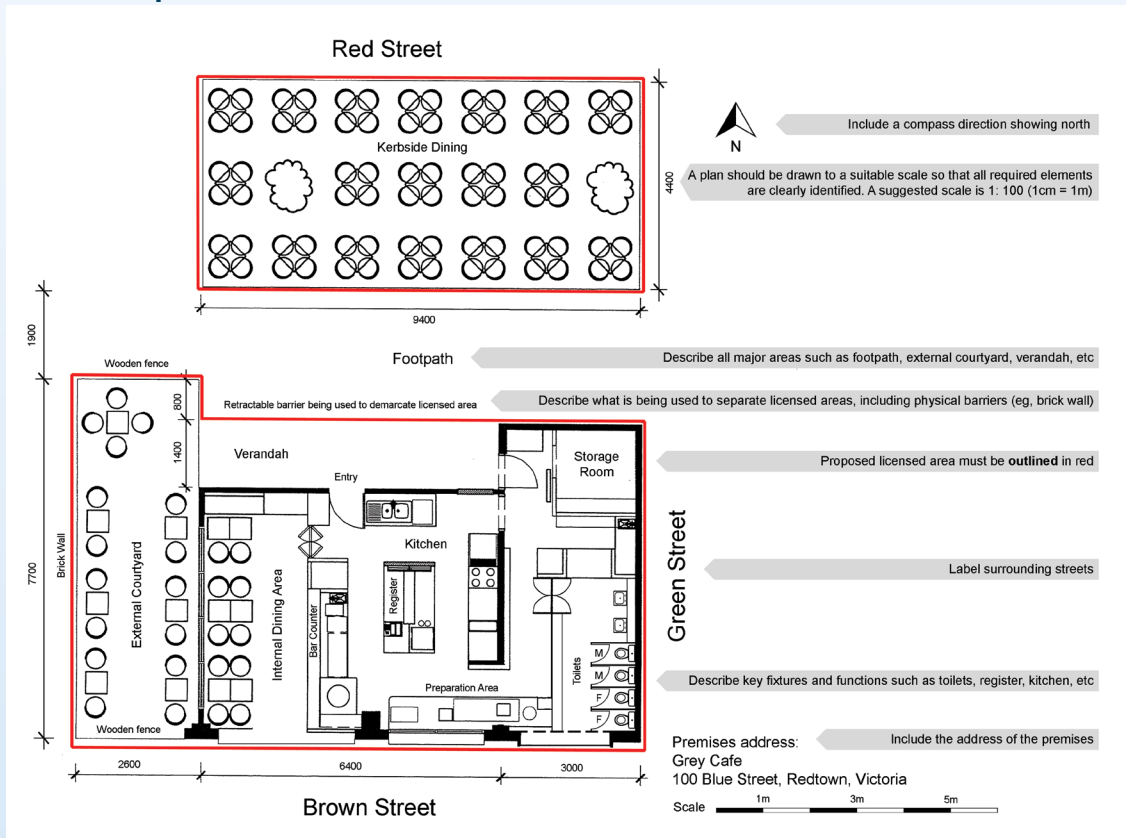 Red Street
Kerbside Dining
N
Include a compass direction showing north
A plan should be drawn to a suitable scale so that all required elements
are clearly identified. A suggested scale is 1: 100 (1cm = 1m)
4400
9400
1900
Footpath
Describe all major areas such as footpath, external courtyard, verandah, etc
Wooden fence
800
Retractable barrier being used to demarcate licensed area
Describe what is being used to separate licensed areas, including physical barriers (eg, brick wall)
1400
Verandah
Entry
Storage
Room
Proposed licensed area must be outlined in red
Kitchen
7700
Brick Wall
External Courtyard
Internal Dining Area
Bar Counter
Register
Green Street
Label surrounding streets
Toilets
M
M
F
F
Describe key fixtures and functions such as toilets, register, kitchen, etc
Preparation Area
Wooden fence
Premises address:
Grey Cafe
100 Blue Street, Redtown, Victoria
Include the address of the premises
2600
6400
3000
Brown Street
Scale
1m
3m
5m